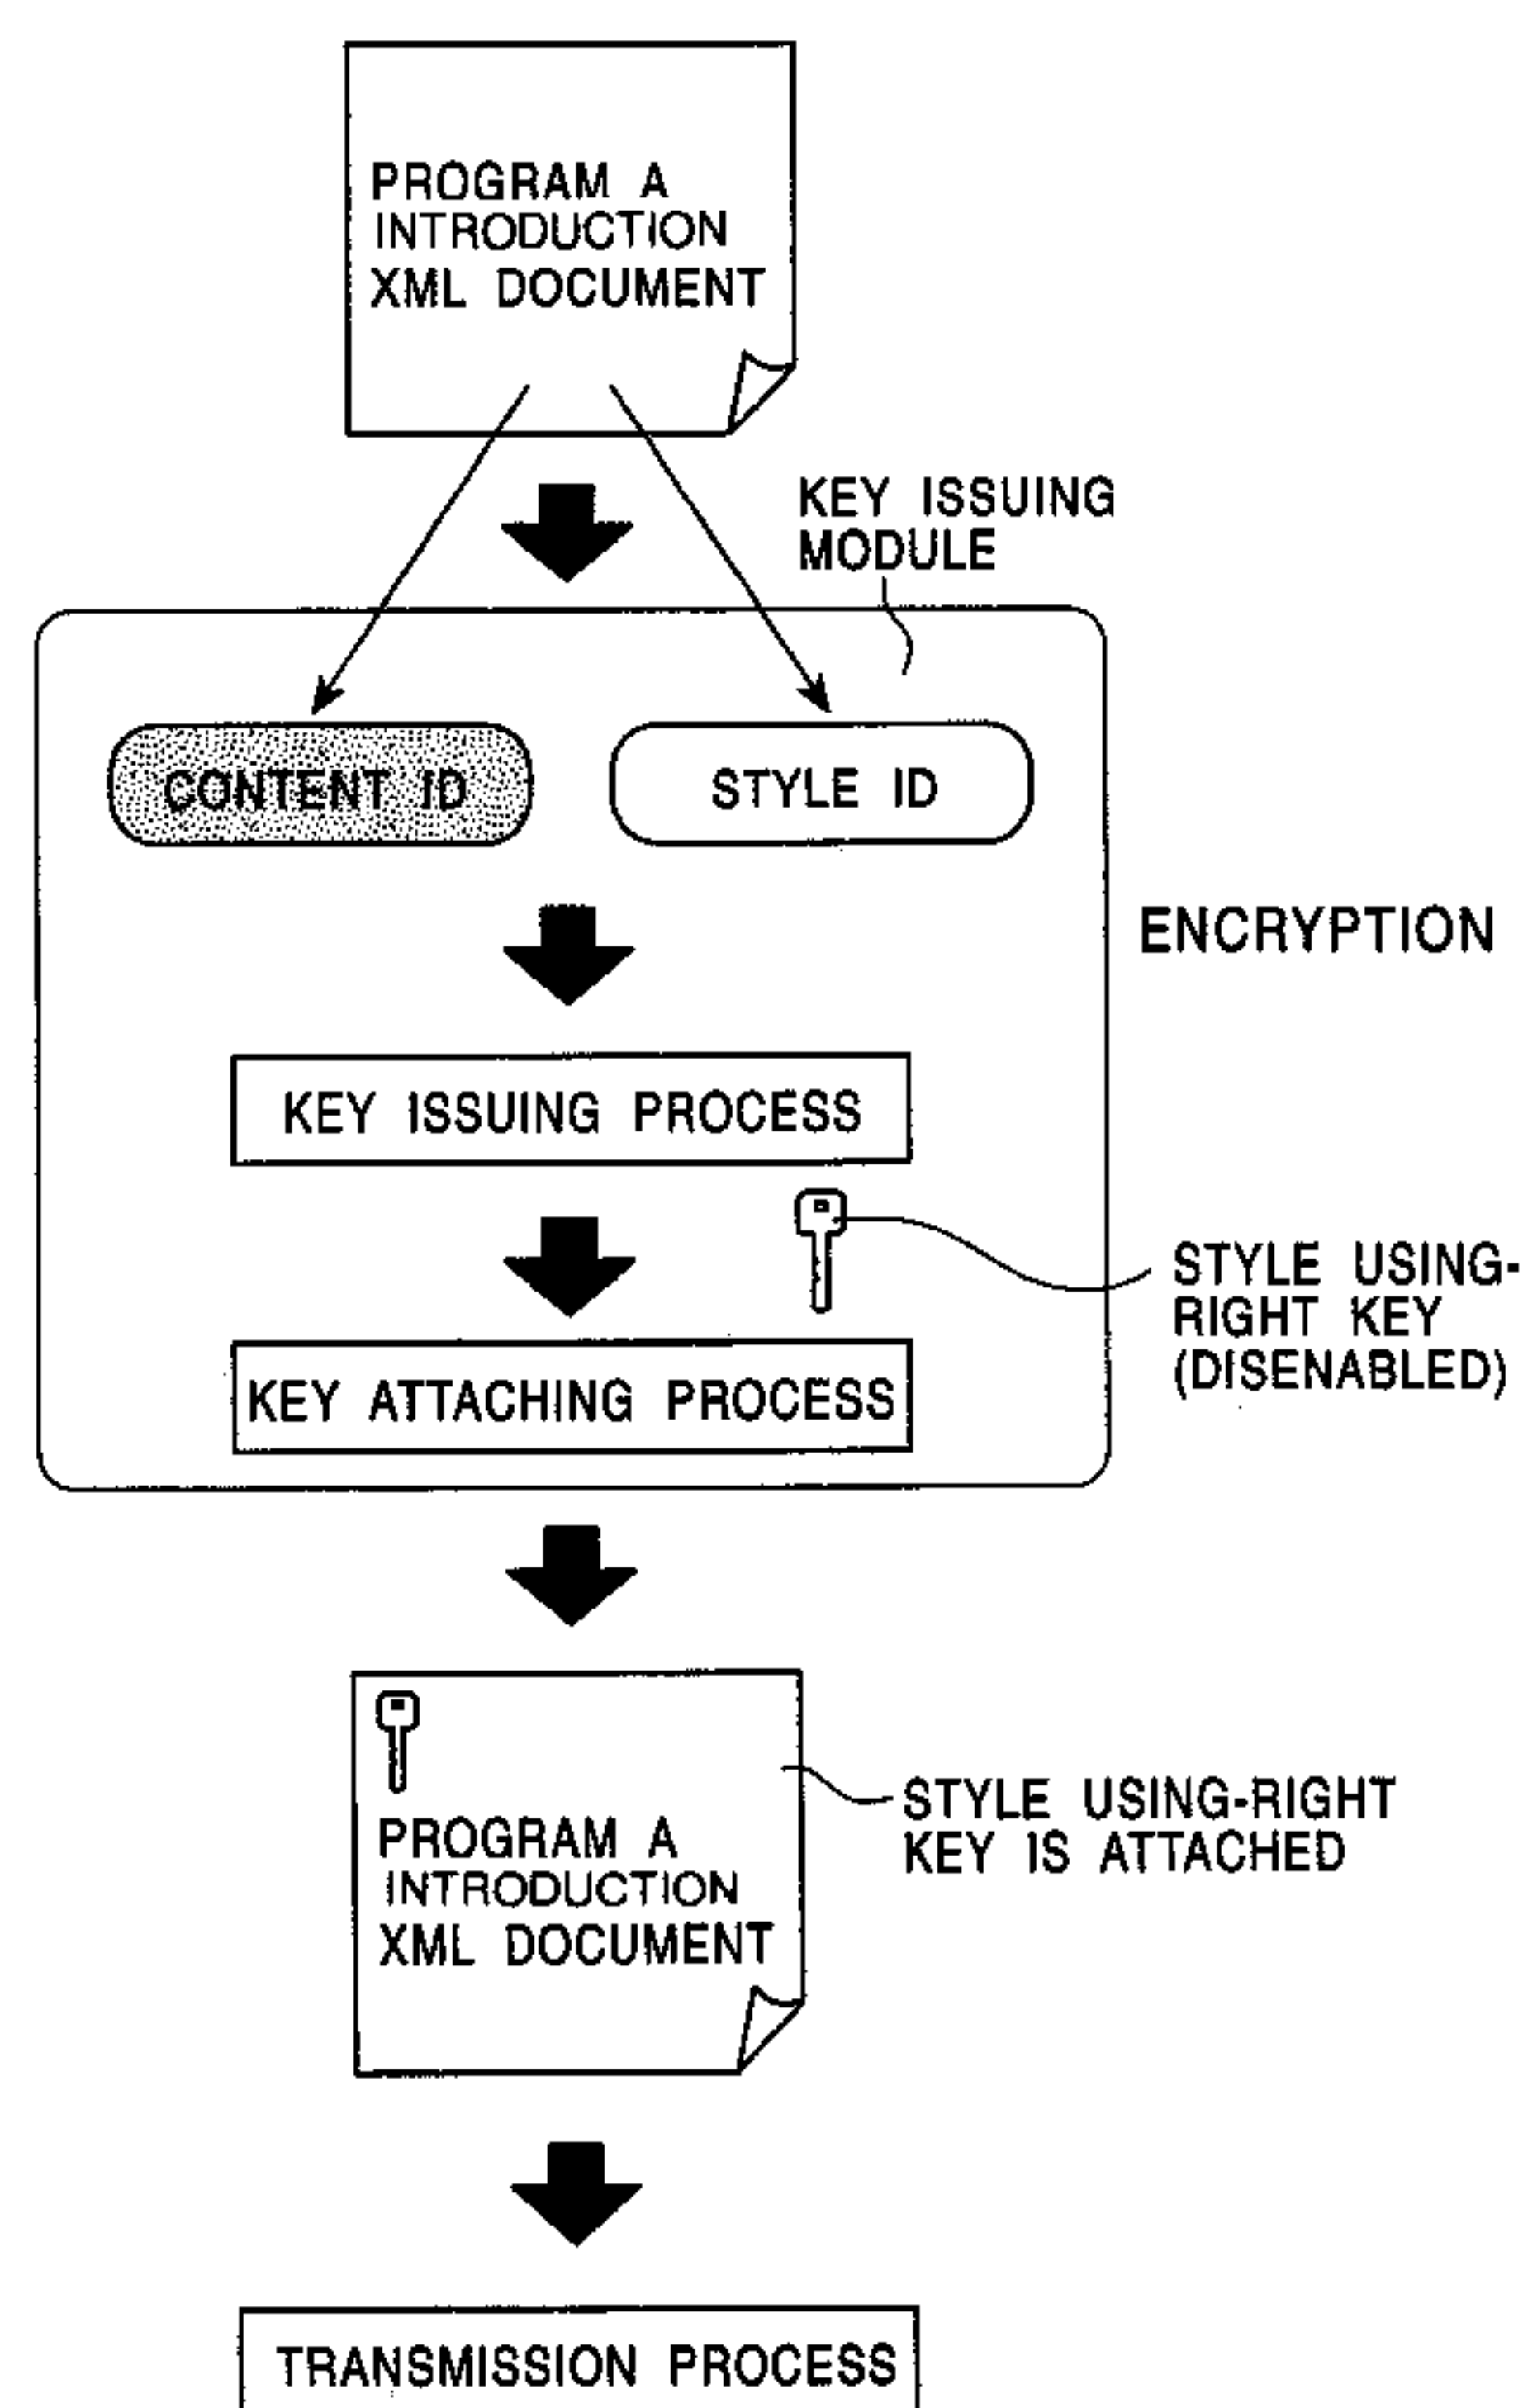 PROGRAM A
INTRODUCTION
XML DOCUMENT
KEY ISSUING
MODULE
CONTENT ID
STYLE ID
ENCRYPTION
KEY ISSUING PROCESS
STYLE USING-
RIGHT KEY
(DISENABLED)
KEY ATTACHING PROCESS
STYLE USING-RIGHT
KEY IS ATTACHED
PROGRAM A
INTRODUCTION
XML DOCUMENT
TRANSMISSION PROCESS